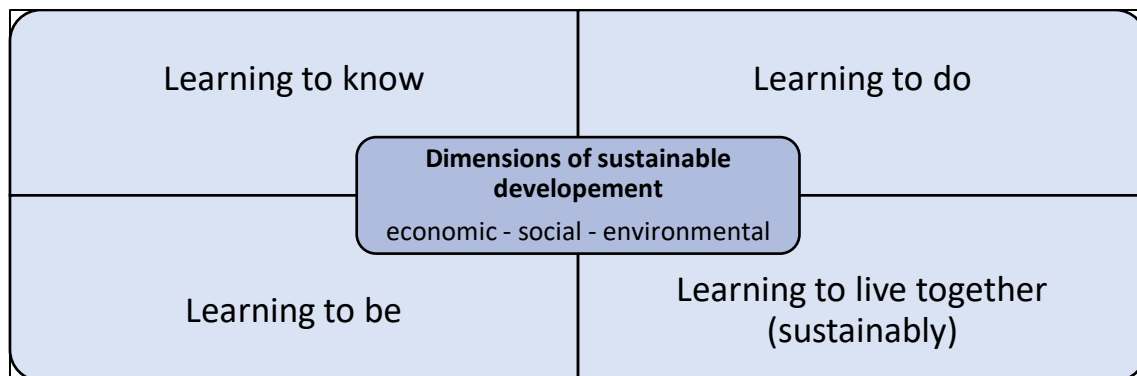 Learning to know
Learning to do
Dimensions of sustainable
developement
economic - social - environmental
Learning to be
Learning to live together
(sustainably)